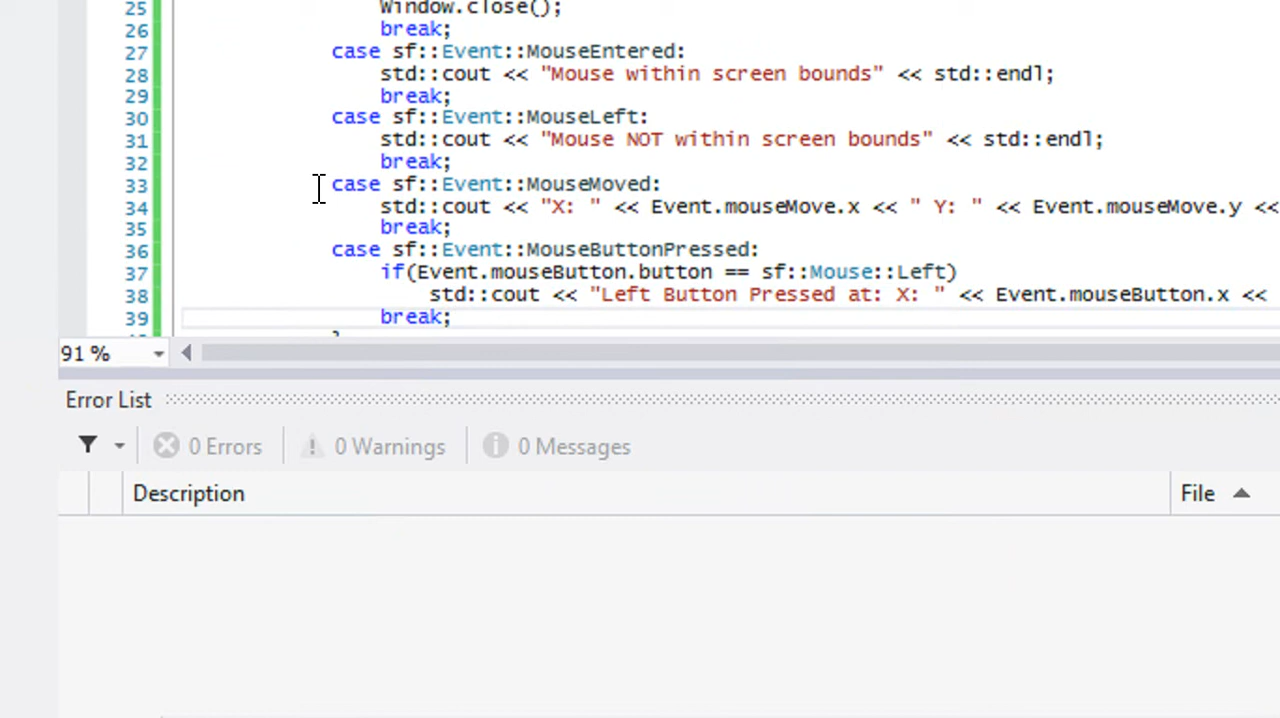 25 Window.close();
26 break;
27 case sf::Event::MouseEntered:
28 std::cout << "Mouse within screen bounds" << std::endl;
29 break;
30 case sf::Event::MouseLeft:
31 std::cout << "Mouse NOT within screen bounds" << std::endl;
32 break;
33 case sf::Event::MouseMoved:
34 std::cout << "X: " << Event.mouseMove.x << " Y: " << Event.mouseMove.y <<
35 break;
36 case sf::Event::MouseButtonPressed:
37 if(Event.mouseButton.button == sf::Mouse::Left)
38 std::cout << "Left Button Pressed at: X: " << Event.mouseButton.x <<
39 break;
91 %
Error List
0 Errors 0 Warnings 0 Messages
Description File